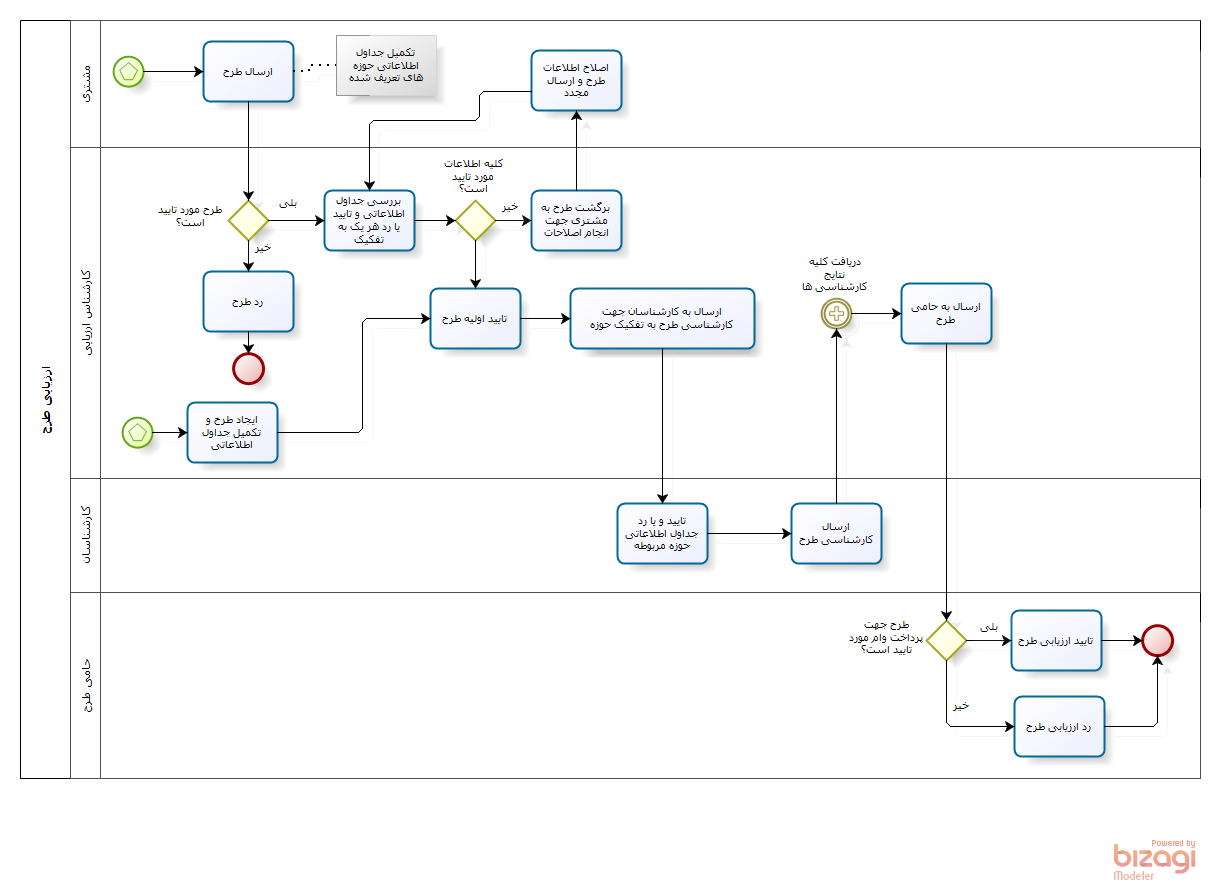 ارزیابی طرح
مشتری
ارسال طرح
تکمیل جداول
اطلاعاتی حوزه
های تعریف شده
اصلاح اطلاعات
طرح و ارسال
مجدد
کارشناس ارزیابی
طرح مورد تایید
است؟
بلی
خیر
رد طرح
بررسی جداول
اطلاعاتی و تایید
یا رد هر یک به
تفکیک
کلیه اطلاعات
مورد تایید
است؟
خیر
برگشت طرح به
مشتری جهت
انجام اصلاحات
تایید اولیه طرح
ارسال به کارشناسان جهت
کارشناسی طرح به تفکیک حوزه
دریافت کلیه
نتایج
کارشناسی ها
ارسال به حامی
طرح
ایجاد طرح و
تکمیل جداول
اطلاعاتی
کارشناسان
تایید و یا رد
جداول اطلاعاتی
حوزه مربوطه
ارسال
کارشناسی طرح
حامی طرح
طرح جهت
پرداخت وام مورد
تایید است؟
بلی
تایید ارزیابی طرح
خیر
رد ارزیابی طرح
Powered by
bizagi
Modeler